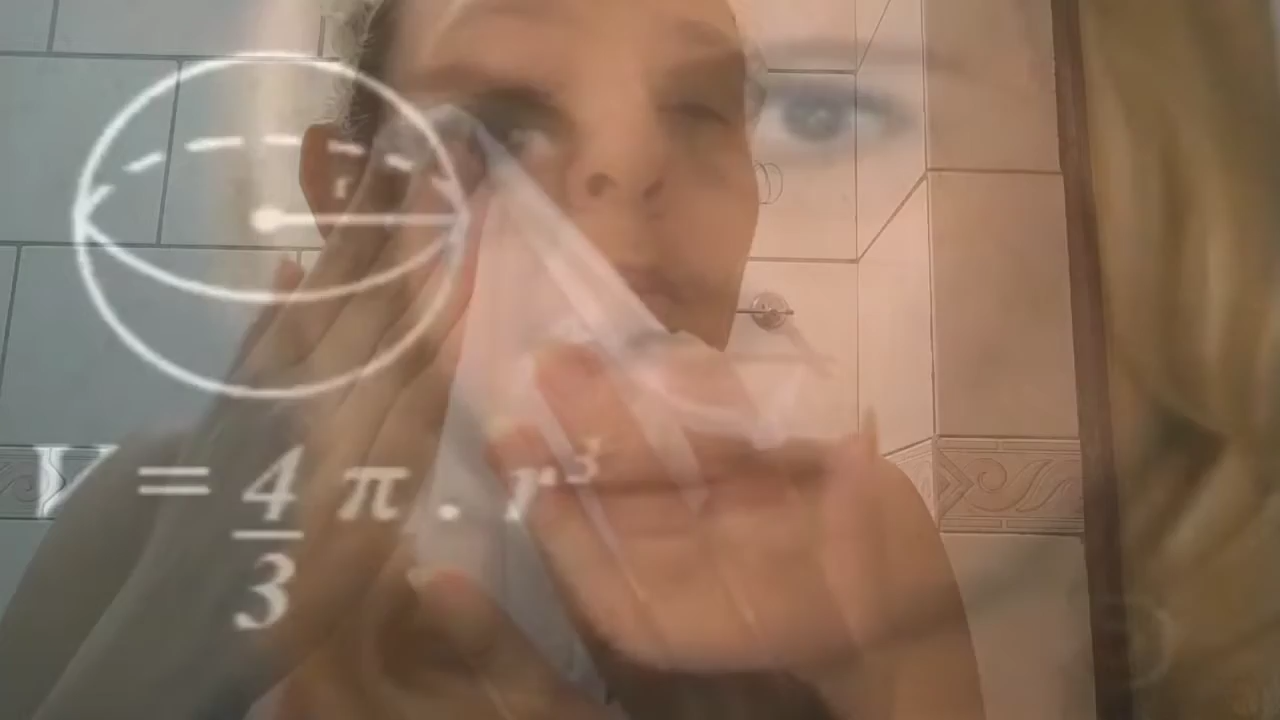 r
V = 4/3 π . r³